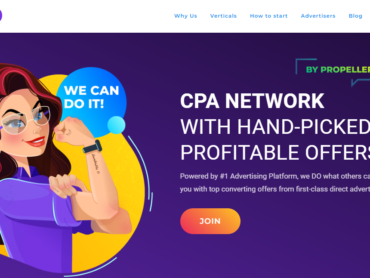 Why Us Verticals How to start Advertisers Blog
BY PROPELLER
WE CAN
DO IT!
CPA NETWORK
WITH HAND-PICKED
PROFITABLE OFFERS
Powered by #1 Advertising Platform, we DO what others ca
you with top converting offers from first-class direct advert
JOIN